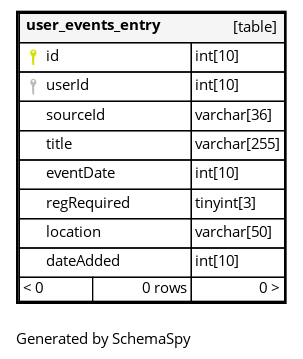 user_events_entry [table]
id int[10]
userId int[10]
sourceId varchar[36]
title varchar[255]
eventDate int[10]
regRequired tinyint[3]
location varchar[50]
dateAdded int[10]
< 0 0 rows 0 >
Generated by SchemaSpy